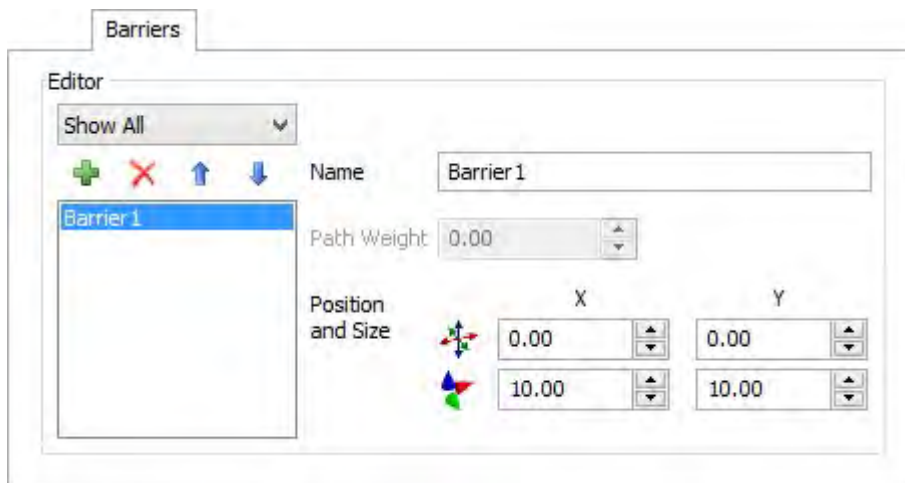 Barriers
Editor
Show All
Name Barrier1
Barrier1
Path Weight 0.00
X Y
Position
and Size
0.00 0.00
10.00 10.00